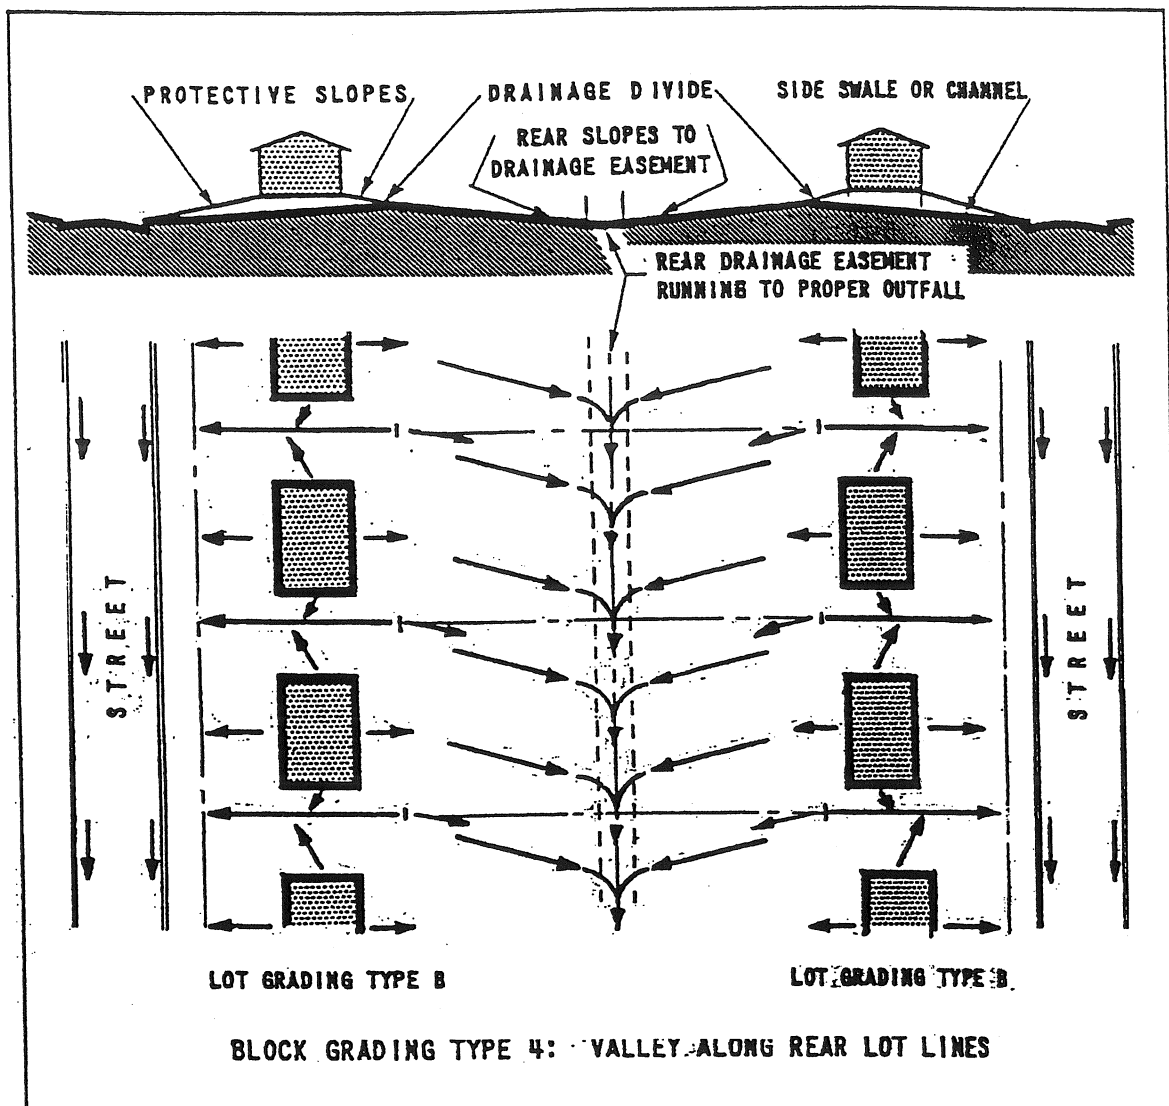 PROTECTIVE SLOPES
DRAINAGE DIVIDE
SIDE SWALE OR CHANNEL
REAR SLOPES TO
DRAINAGE EASEMENT
REAR DRAINAGE EASEMENT
RUNNING TO PROPER OUTFALL
STREET
STREET
LOT GRADING TYPE B
LOT GRADING TYPE B
BLOCK GRADING TYPE 4: VALLEY ALONG REAR LOT LINES